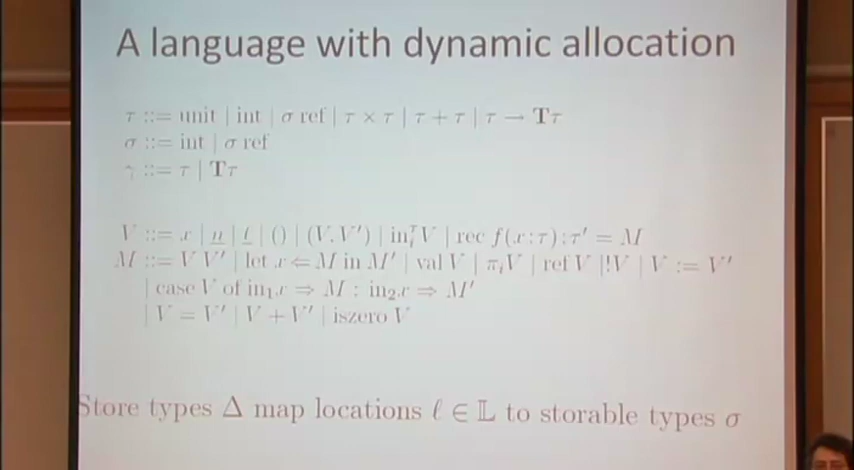 A language with dynamic allocation
τ ::= unit | int | σ ref | τ × τ | τ + τ | τ → Tτ
σ ::= int | σ ref
γ ::= τ | Tτ
V ::= x | n | ℓ | () | (V, V′) | inᵢᵗ V | rec f(x : τ) : τ′ = M
M ::= V V′ | let x ⇐ M in M′ | val V | πᵢV | ref V |!V | V := V′
| case V of in₁x ⇒ M ; in₂x ⇒ M′
| V = V′ | V + V′ | iszero V
Store types Δ map locations ℓ ∈ 𝕃 to storable types σ